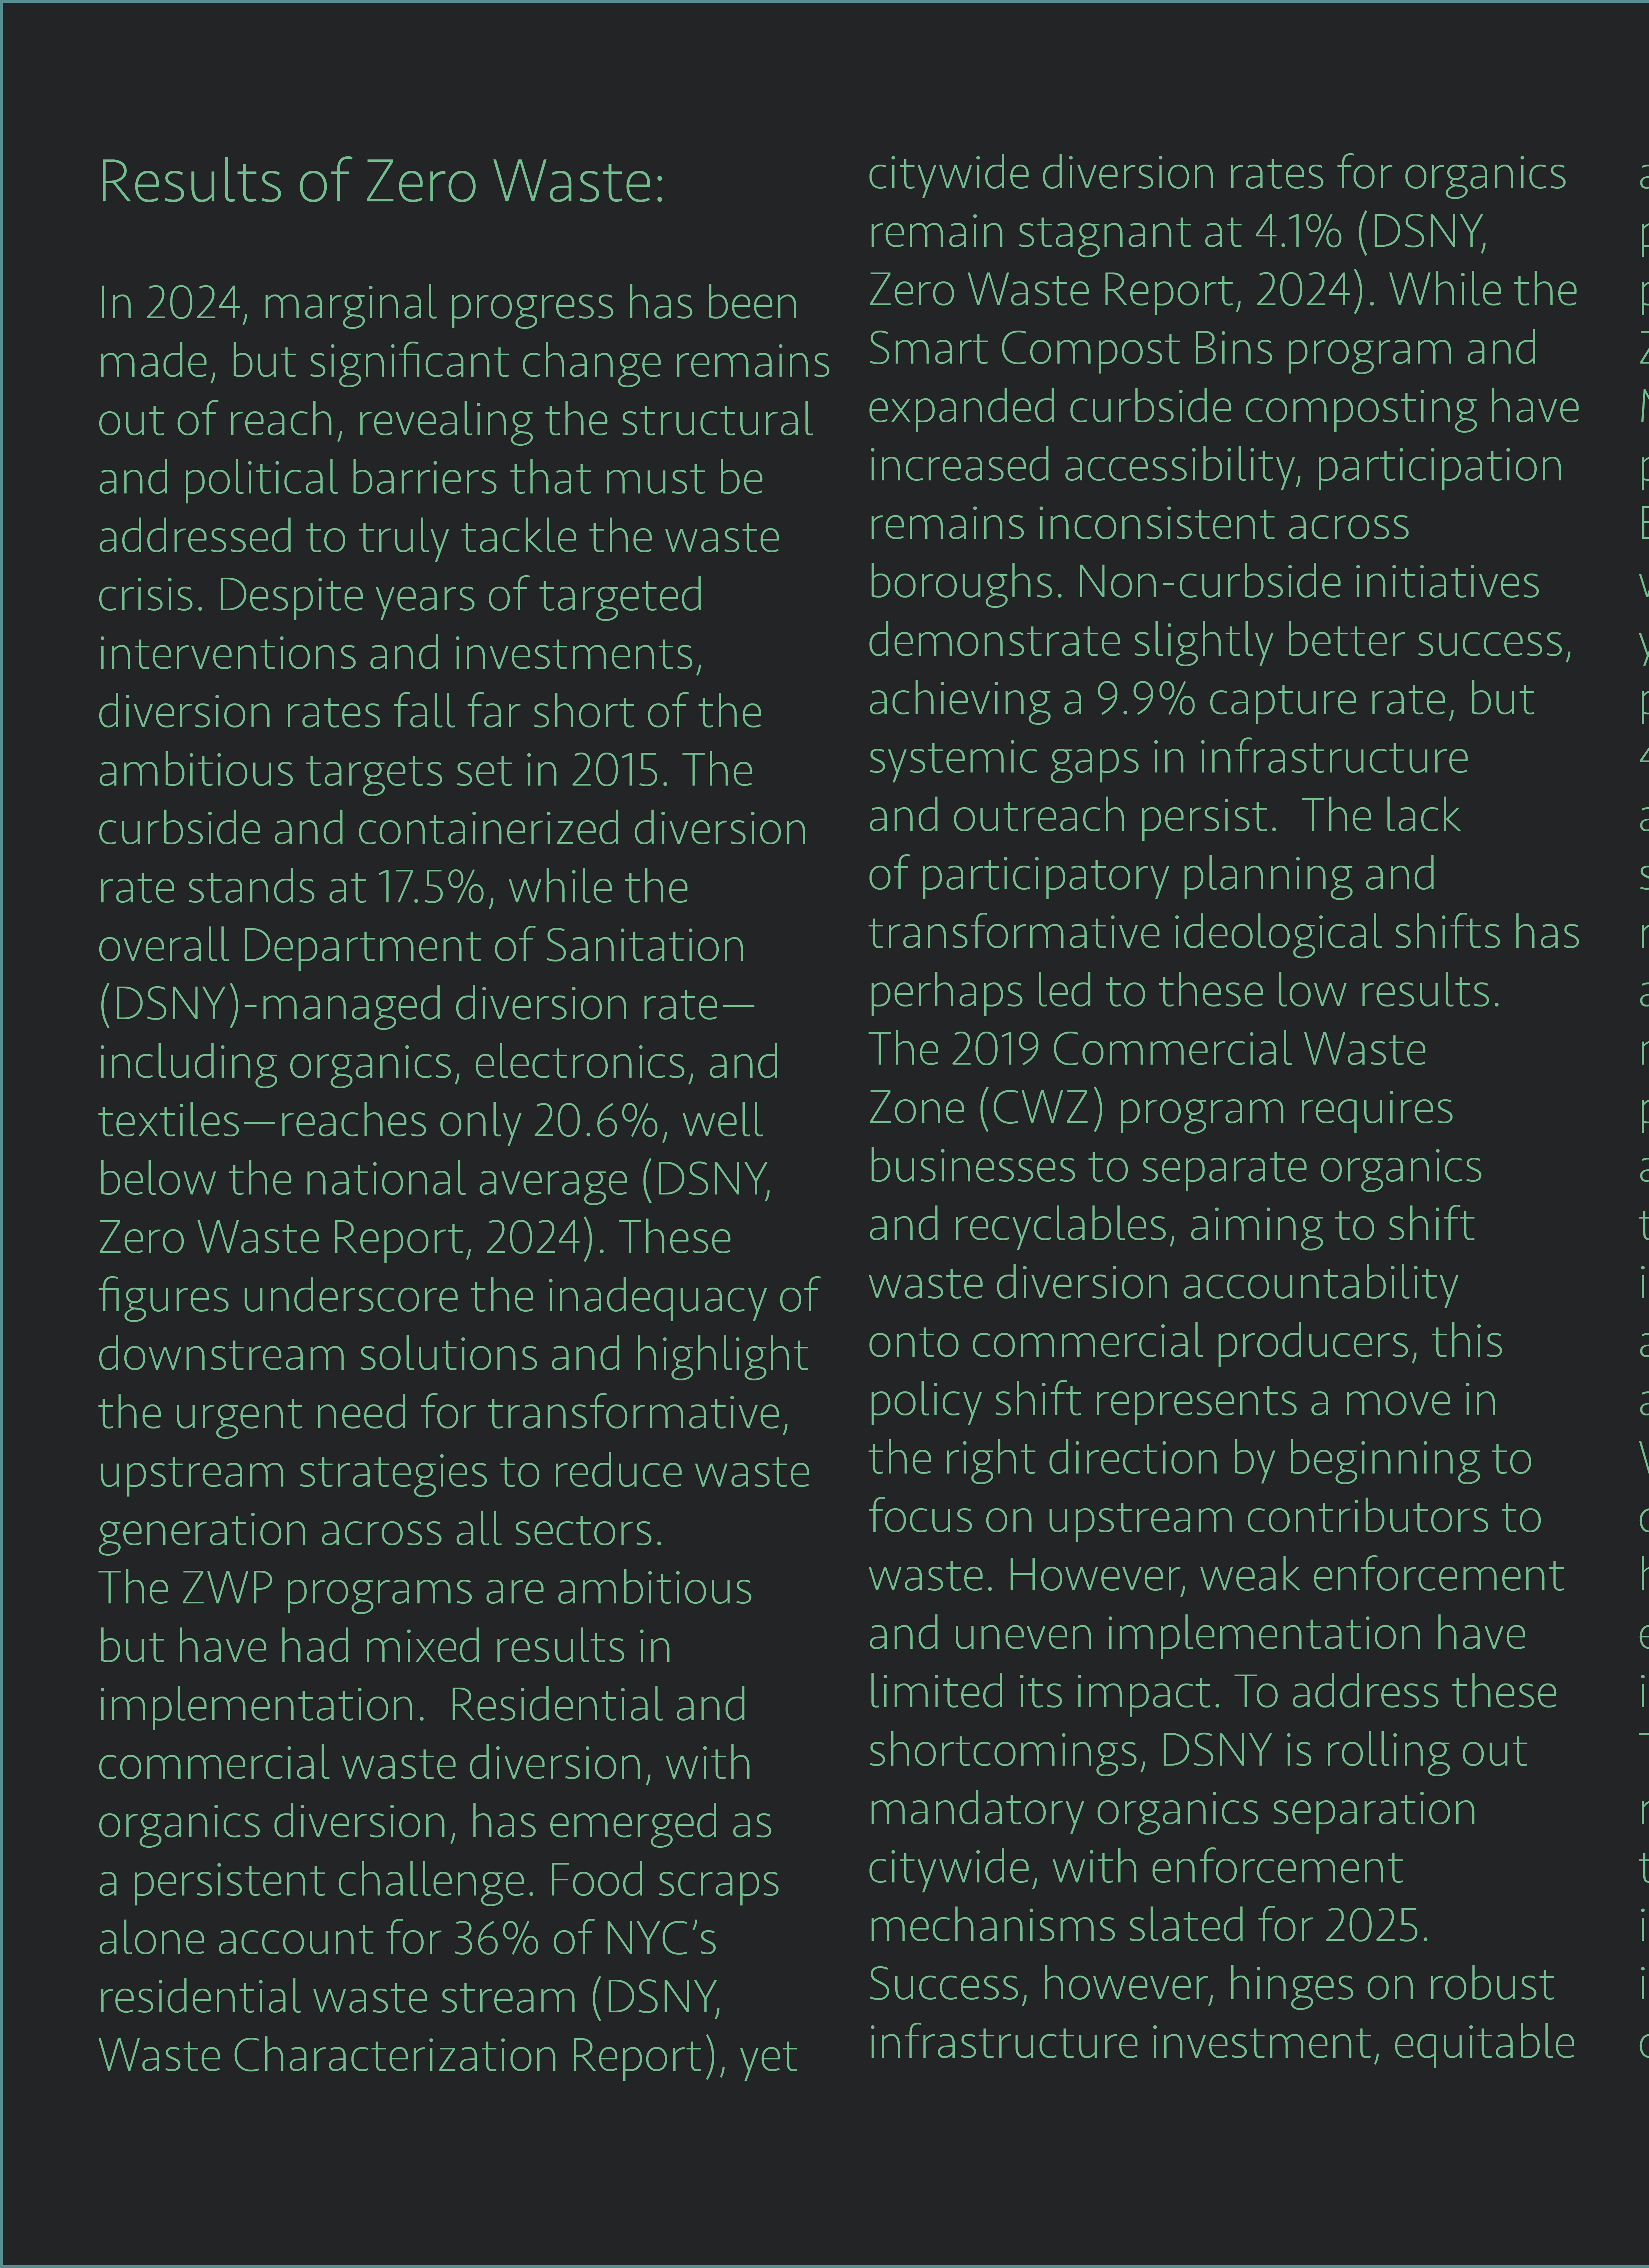 Results of Zero Waste:
In 2024, marginal progress has been
made, but significant change remains
out of reach, revealing the structural
and political barriers that must be
addressed to truly tackle the waste
crisis. Despite years of targeted
interventions and investments,
diversion rates fall far short of the
ambitious targets set in 2015. The
curbside and containerized diversion
rate stands at 17.5%, while the
overall Department of Sanitation
(DSNY)-managed diversion rate—
including organics, electronics, and
textiles—reaches only 20.6%, well
below the national average (DSNY,
Zero Waste Report, 2024). These
figures underscore the inadequacy of
downstream solutions and highlight
the urgent need for transformative,
upstream strategies to reduce waste
generation across all sectors.
The ZWP programs are ambitious
but have had mixed results in
implementation.  Residential and
commercial waste diversion, with
organics diversion, has emerged as
a persistent challenge. Food scraps
alone account for 36% of NYC’s
residential waste stream (DSNY,
Waste Characterization Report), yet
citywide diversion rates for organics
remain stagnant at 4.1% (DSNY,
Zero Waste Report, 2024). While the
Smart Compost Bins program and
expanded curbside composting have
increased accessibility, participation
remains inconsistent across
boroughs. Non-curbside initiatives
demonstrate slightly better success,
achieving a 9.9% capture rate, but
systemic gaps in infrastructure
and outreach persist.  The lack
of participatory planning and
transformative ideological shifts has
perhaps led to these low results.
The 2019 Commercial Waste
Zone (CWZ) program requires
businesses to separate organics
and recyclables, aiming to shift
waste diversion accountability
onto commercial producers, this
policy shift represents a move in
the right direction by beginning to
focus on upstream contributors to
waste. However, weak enforcement
and uneven implementation have
limited its impact. To address these
shortcomings, DSNY is rolling out
mandatory organics separation
citywide, with enforcement
mechanisms slated for 2025.
Success, however, hinges on robust
infrastructure investment, equitable